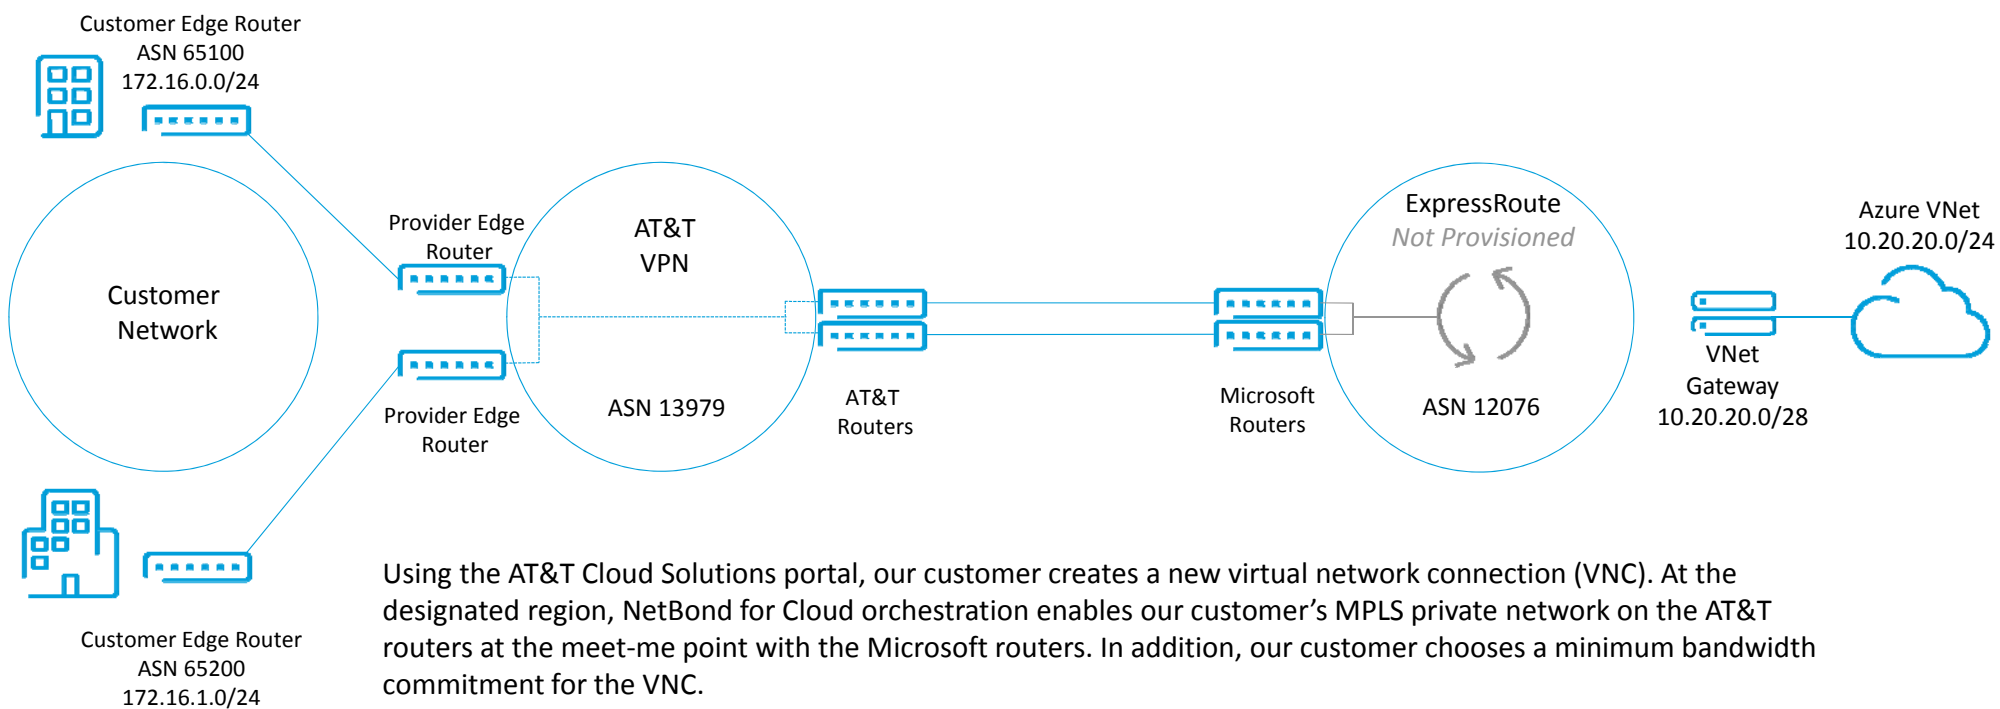 Customer Edge Router
ASN 65100
172.16.0.0/24
Customer
Network
Customer Edge Router
ASN 65200
172.16.1.0/24
Provider Edge
Router
Provider Edge
Router
AT&T
VPN
ASN 13979
AT&T
Routers
Microsoft
Routers
ExpressRoute
Not Provisioned
ASN 12076
VNet
Gateway
10.20.20.0/28
Azure VNet
10.20.20.0/24
Using the AT&T Cloud Solutions portal, our customer creates a new virtual network connection (VNC). At the
designated region, NetBond for Cloud orchestration enables our customer’s MPLS private network on the AT&T
routers at the meet-me point with the Microsoft routers. In addition, our customer chooses a minimum bandwidth
commitment for the VNC.